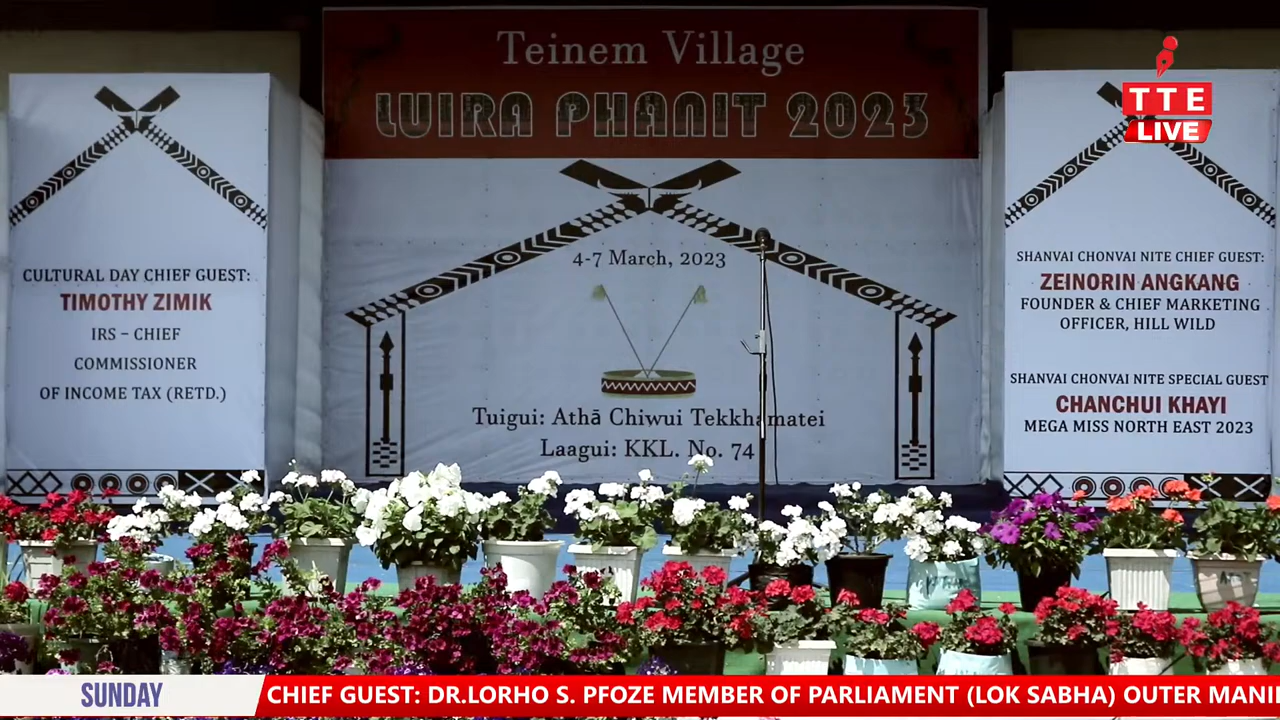 Teinem Village
LUIRA PHANIT 2023
TTE
LIVE
CULTURAL DAY CHIEF GUEST:
TIMOTHY ZIMIK
IRS – CHIEF
COMMISSIONER
OF INCOME TAX (RETD.)
4-7 March, 2023
Tuigui: Athā Chiwui Tekkhamatei
Laagui: KKL. No. 74
SHANVAI CHONVAI NITE CHIEF GUEST:
ZEINORIN ANGKANG
FOUNDER & CHIEF MARKETING
OFFICER, HILL WILD
SHANVAI CHONVAI NITE SPECIAL GUEST
CHANCHUI KHAYI
MEGA MISS NORTH EAST 2023
SUNDAY
CHIEF GUEST: DR.LORHO S. PFOZE MEMBER OF PARLIAMENT (LOK SABHA) OUTER